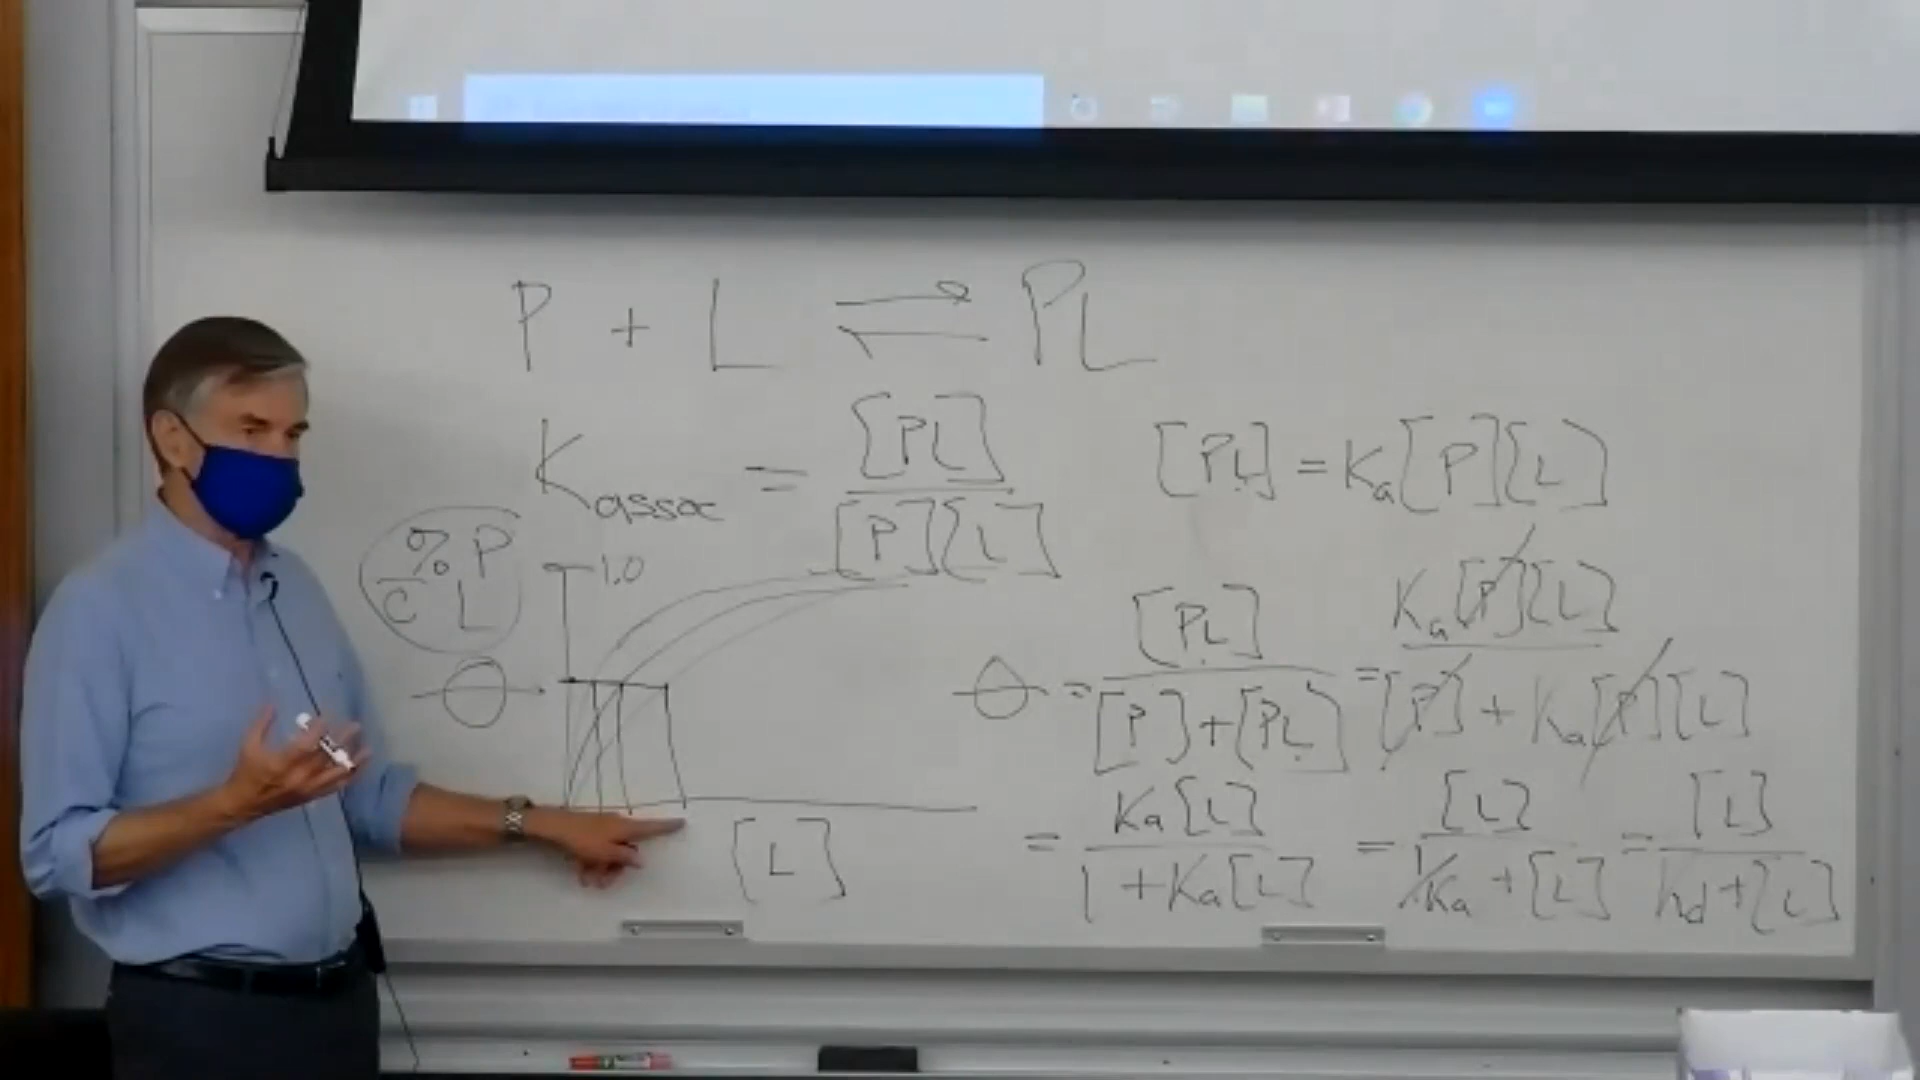 P + L ⇌ PL
Kassoc = [PL] / [P][L]
[PL] = Ka[P][L]
% P
c L
1.0
θ
[L]
θ = [PL] / [P] + [PL] = Ka[P][L] / [P] + Ka[P][L]
= Ka[L] / 1 + Ka[L] = [L] / 1/Ka + [L] = [L] / Kd + [L]